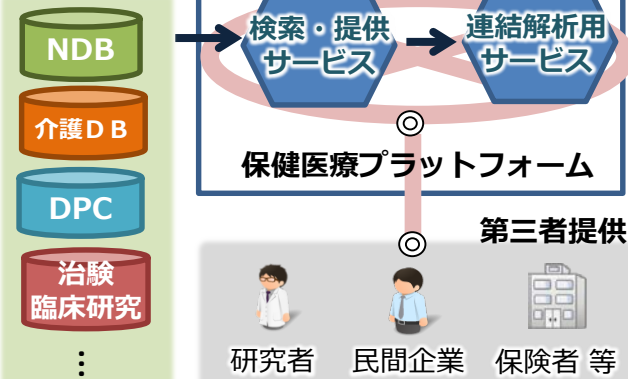 NDB
介護DB
DPC
治験
臨床研究
⋮
検索・提供
サービス
連結解析用
サービス
保健医療プラットフォーム
第三者提供
研究者
民間企業
保険者 等